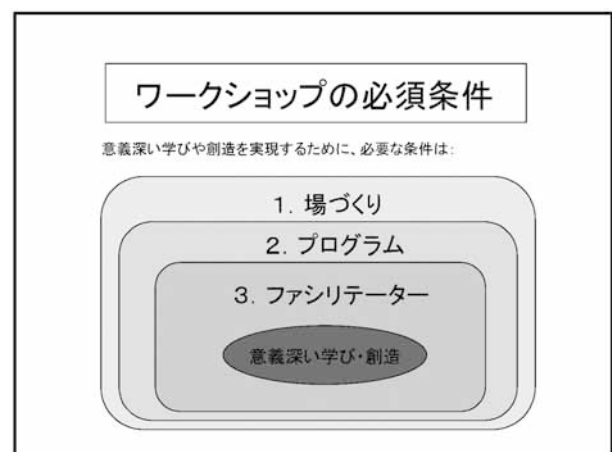 ワークショップの必須条件
意義深い学びや創造を実現するために、必要な条件は:
1. 場づくり
2. プログラム
3. ファシリテーター
意義深い学び・創造